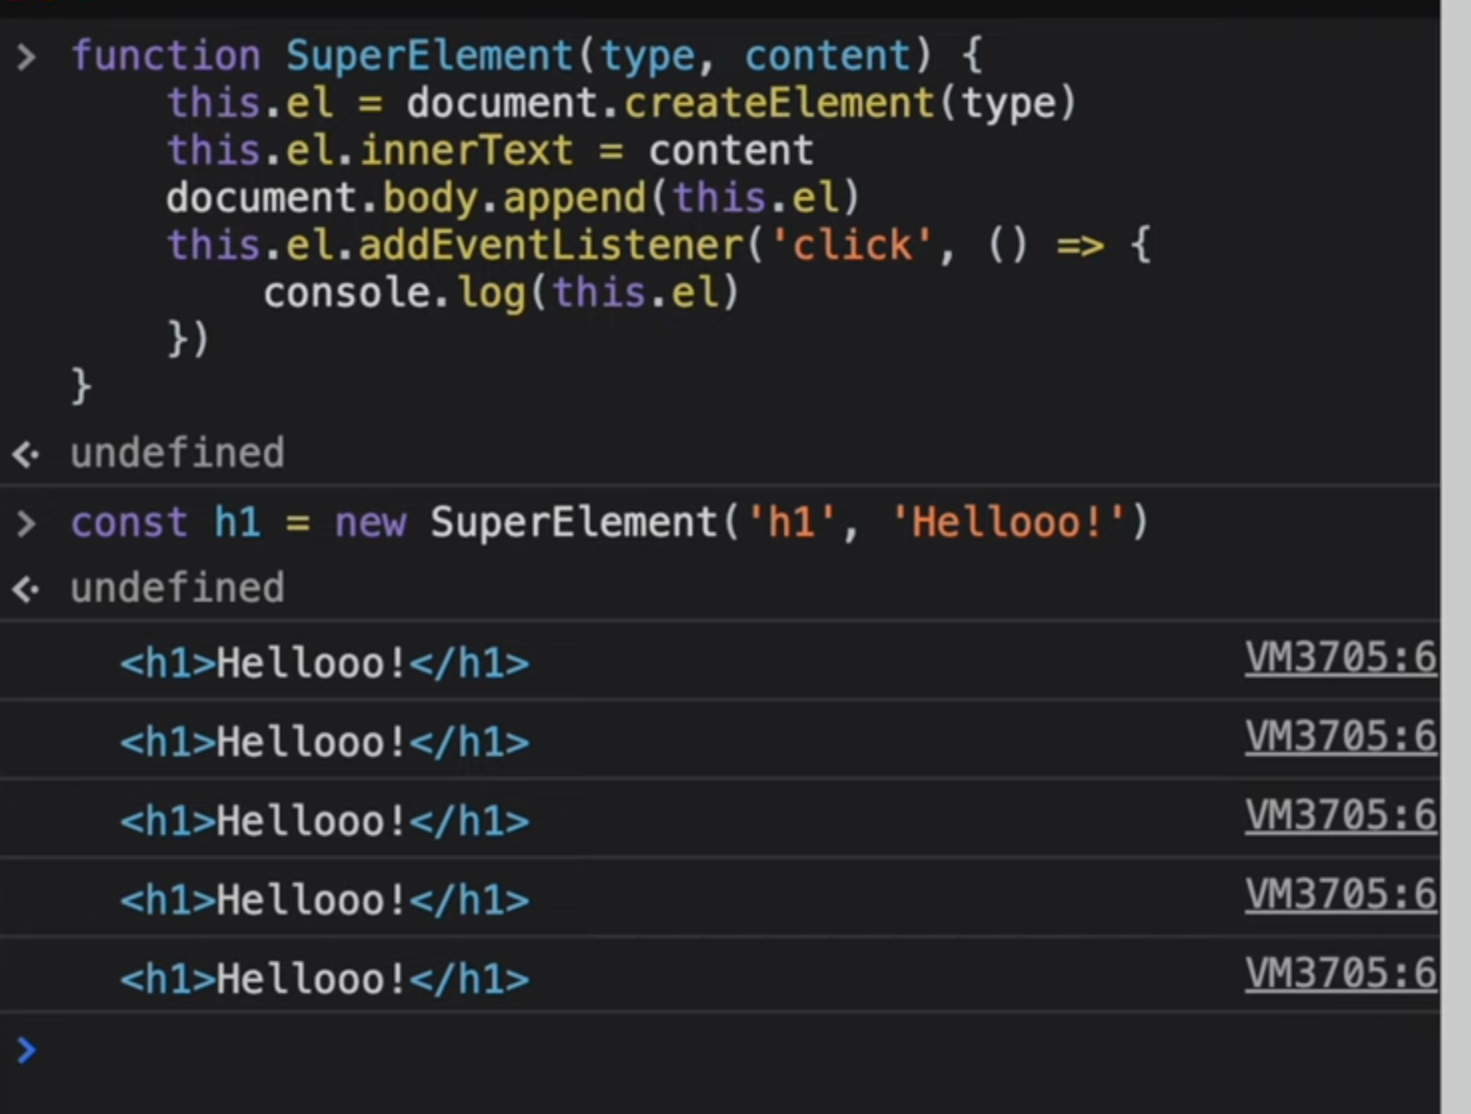 > function SuperElement(type, content) {
this.el = document.createElement(type)
this.el.innerText = content
document.body.append(this.el)
this.el.addEventListener('click', () => {
console.log(this.el)
})
}
undefined
> const h1 = new SuperElement('h1', 'Hellooo!')
undefined
<h1>Hellooo!</h1> VM3705:6
<h1>Hellooo!</h1> VM3705:6
<h1>Hellooo!</h1> VM3705:6
<h1>Hellooo!</h1> VM3705:6
<h1>Hellooo!</h1> VM3705:6
>